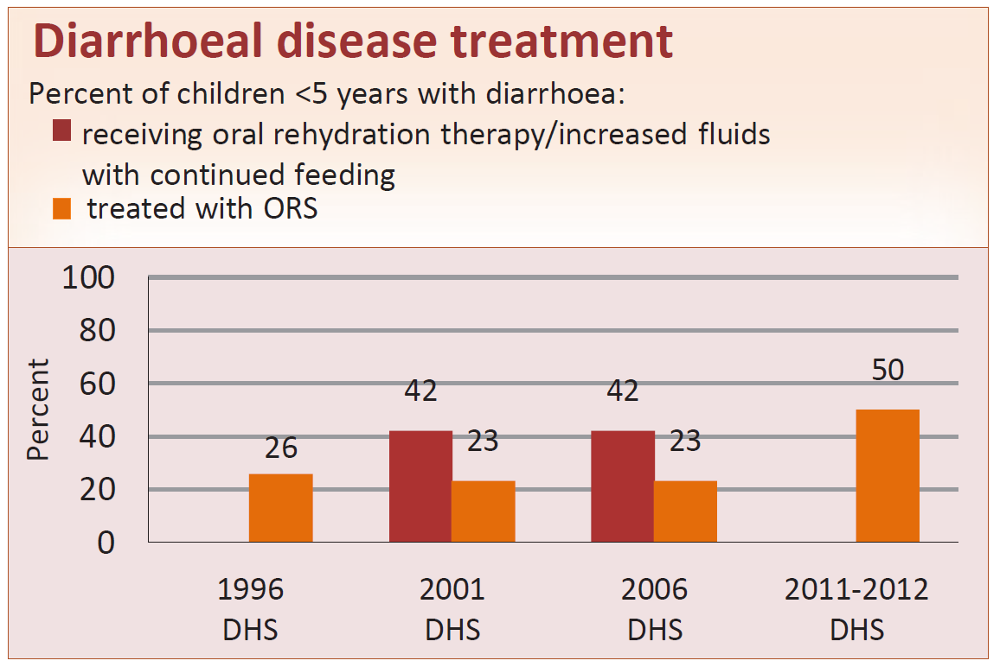 Diarrhoeal disease treatment
Percent of children <5 years with diarrhoea:
receiving oral rehydration therapy/increased fluids
with continued feeding
treated with ORS
Percent
100
80
60
40
20
0
26
42
23
42
23
50
1996
DHS
2001
DHS
2006
DHS
2011-2012
DHS